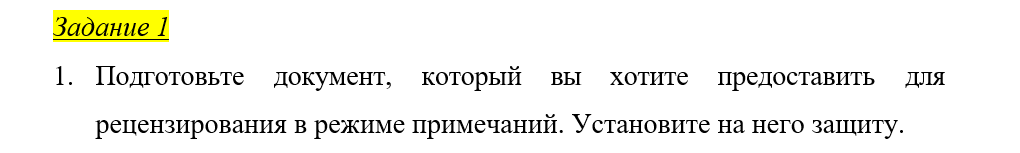 Задание 1
1. Подготовьте документ, который вы хотите предоставить для
рецензирования в режиме примечаний. Установите на него защиту.